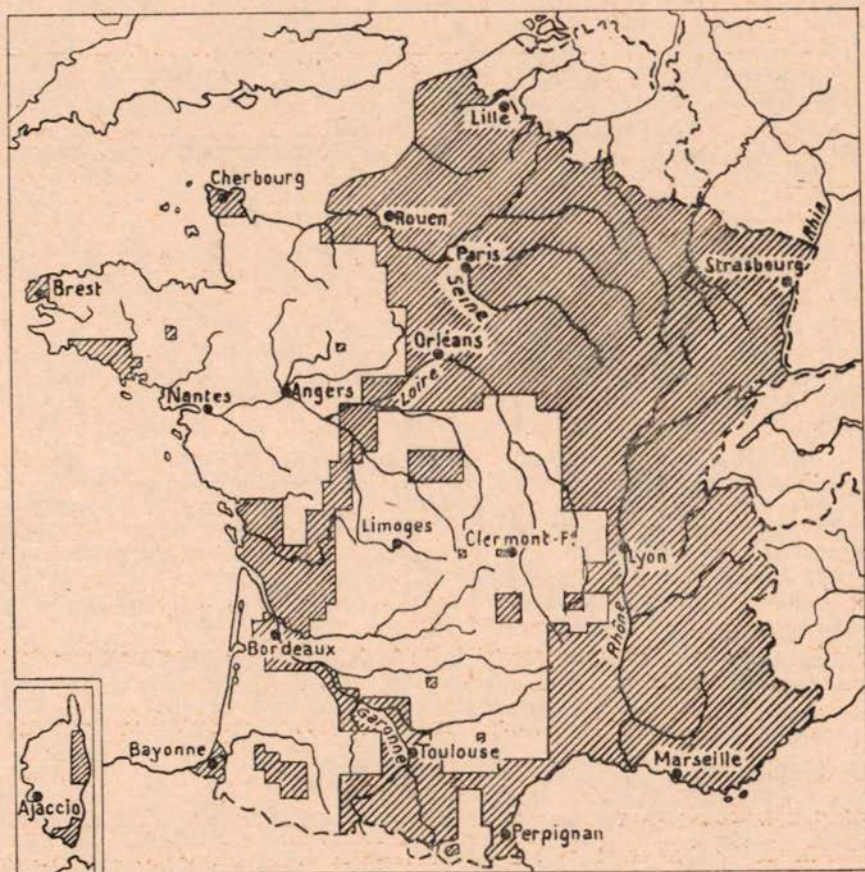 Lille
Cherbourg
Rouen
Rhin
Paris
Strasbourg
Brest
Seine
Orléans
Nantes
Angers
Loire
Limoges
Clermont-Fd
Lyon
Rhône
Bordeaux
Garonne
Bayonne
Toulouse
Marseille
Ajaccio
Perpignan